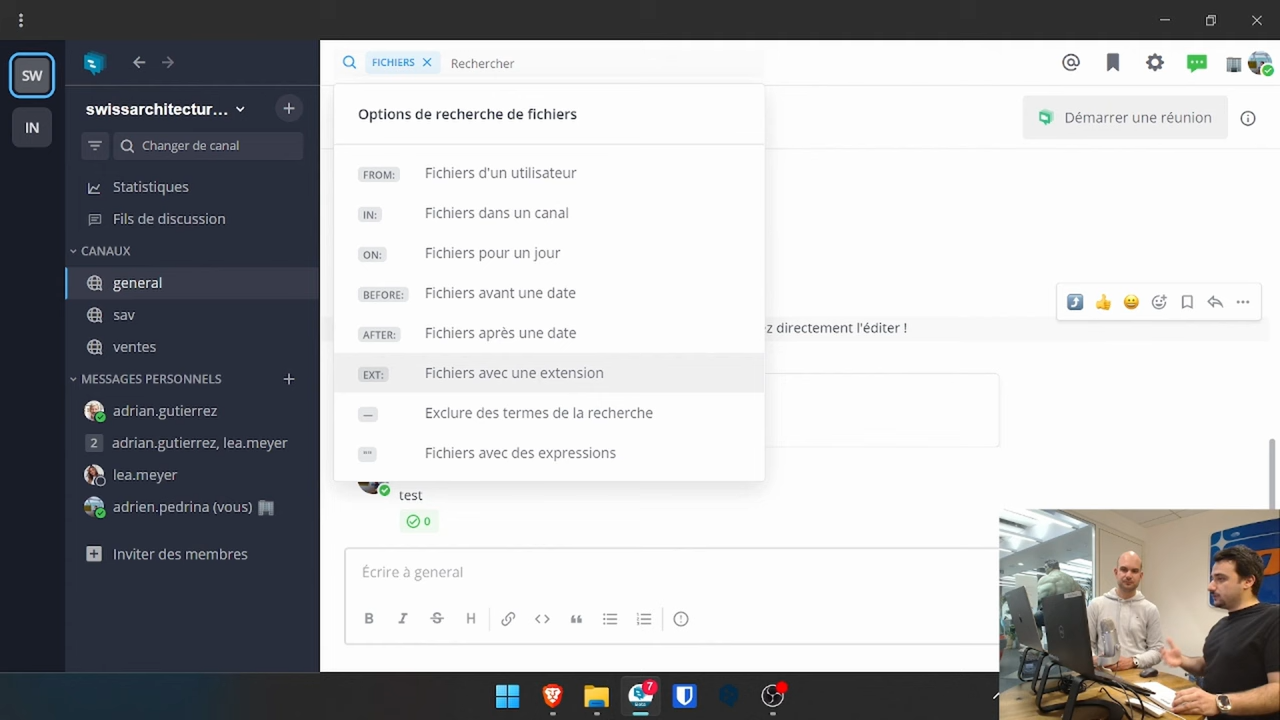 SW
IN
swissarchitectur...
Changer de canal
Statistiques
Fils de discussion
CANAUX
general
sav
ventes
MESSAGES PERSONNELS
adrian.gutierrez
2 adrian.gutierrez, lea.meyer
lea.meyer
adrien.pedrina (vous)
Inviter des membres
FICHIERS Rechercher
Options de recherche de fichiers
FROM: Fichiers d'un utilisateur
IN: Fichiers dans un canal
ON: Fichiers pour un jour
BEFORE: Fichiers avant une date
AFTER: Fichiers après une date
EXT: Fichiers avec une extension
— Exclure des termes de la recherche
"" Fichiers avec des expressions
Démarrer une réunion
directement l'éditer !
test
0
Écrire à general
B I S H
7